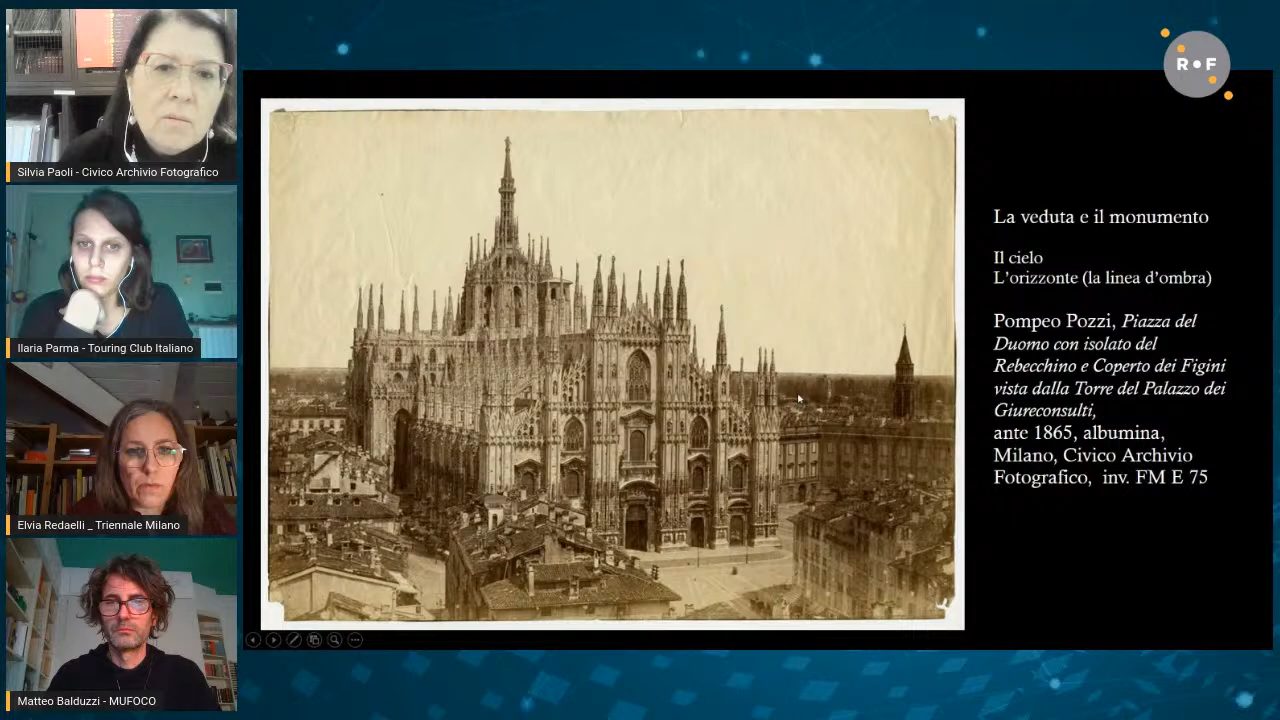 Silvia Paoli - Civico Archivio Fotografico
Ilaria Parma - Touring Club Italiano
Elvia Redaelli _ Triennale Milano
Matteo Balduzzi - MUFOCO
R•F
La veduta e il monumento
Il cielo
L'orizzonte (la linea d'ombra)
Pompeo Pozzi, Piazza del
Duomo con isolato del
Rebecchino e Coperto dei Figini
vista dalla Torre del Palazzo dei
Giureconsulti,
ante 1865, albumina,
Milano, Civico Archivio
Fotografico, inv. FM E 75